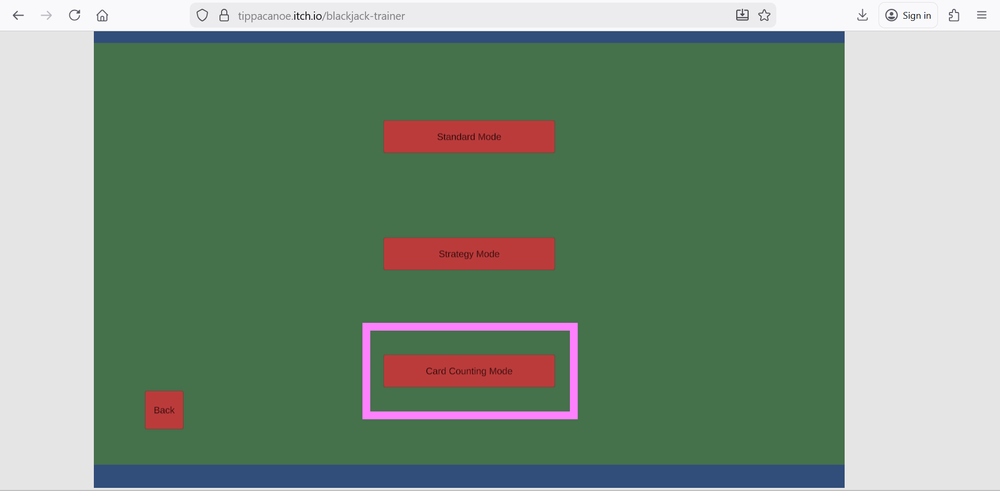 tippacanoe.itch.io/blackjack-trainer
Sign in
Standard Mode
Strategy Mode
Card Counting Mode
Back